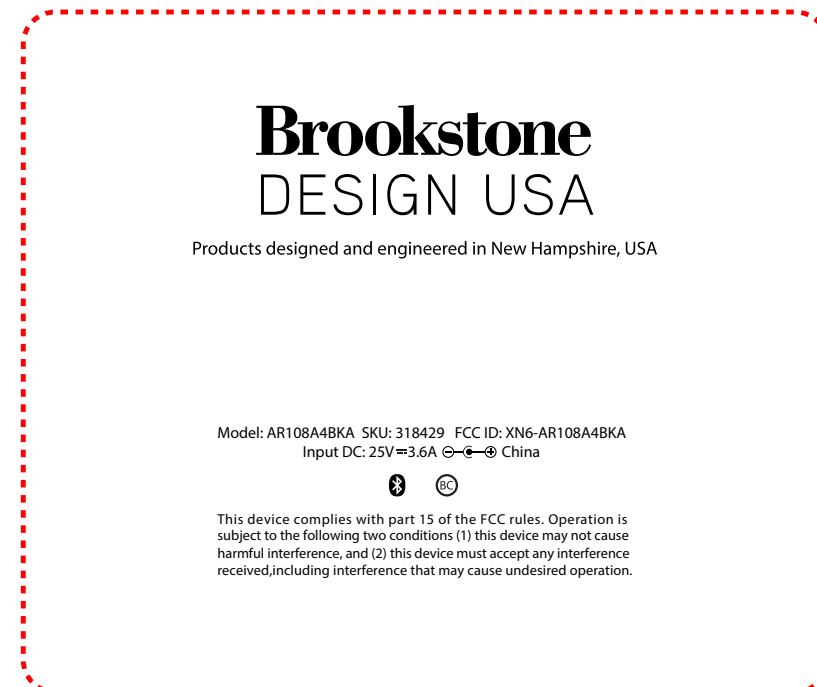 Brookstone
DESIGN USA
Products designed and engineered in New Hampshire, USA
Model: AR108A4BKA SKU: 318429 FCC ID: XN6-AR108A4BKA
Input DC: 25V⎓3.6A China
BC
This device complies with part 15 of the FCC rules. Operation is
subject to the following two conditions (1) this device may not cause
harmful interference, and (2) this device must accept any interference
received,including interference that may cause undesired operation.